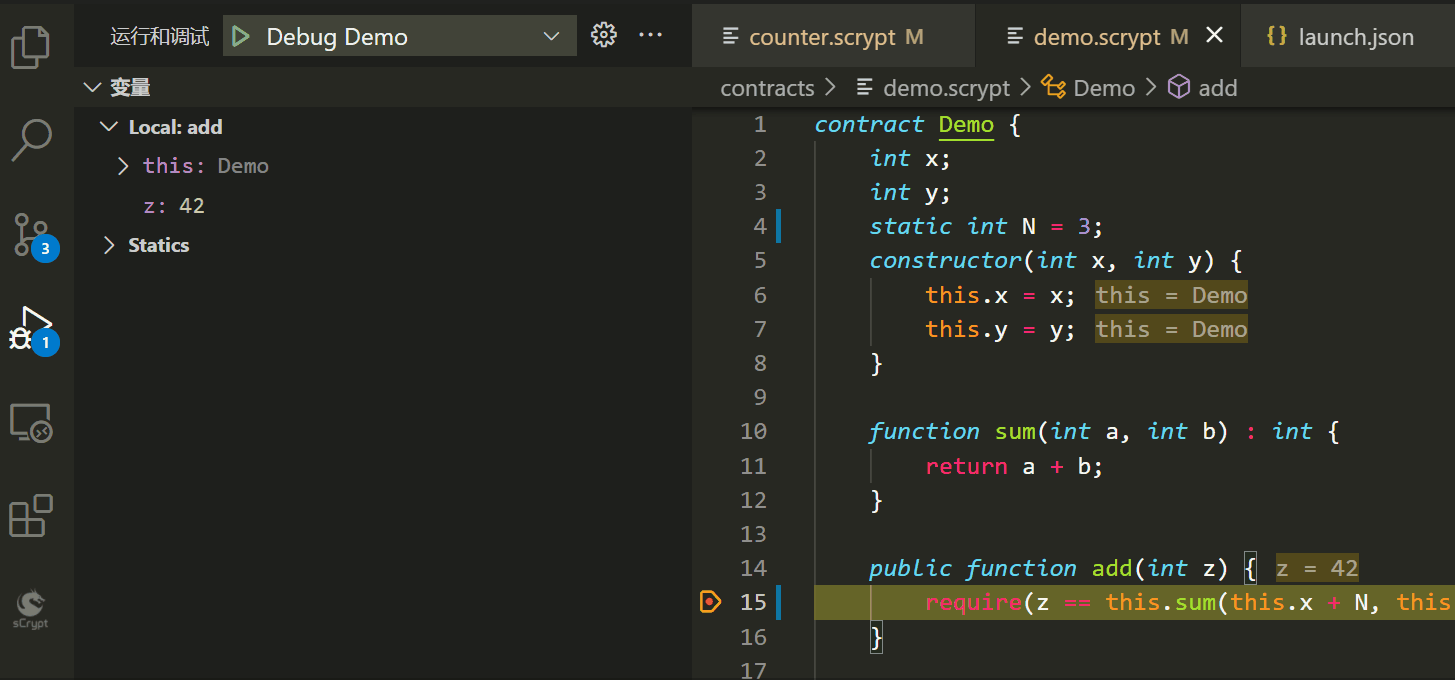 运行和调试 Debug Demo ···
变量
Local: add
this: Demo
z: 42
Statics
3
1
sCrypt
counter.scrypt M
demo.scrypt M
{} launch.json
contracts > demo.scrypt > Demo > add
1 contract Demo {
2 int x;
3 int y;
4 static int N = 3;
5 constructor(int x, int y) {
6 this.x = x; this = Demo
7 this.y = y; this = Demo
8 }
9
10 function sum(int a, int b) : int {
11 return a + b;
12 }
13
14 public function add(int z) { z = 42
15 require(z == this.sum(this.x + N, this
16 }
17